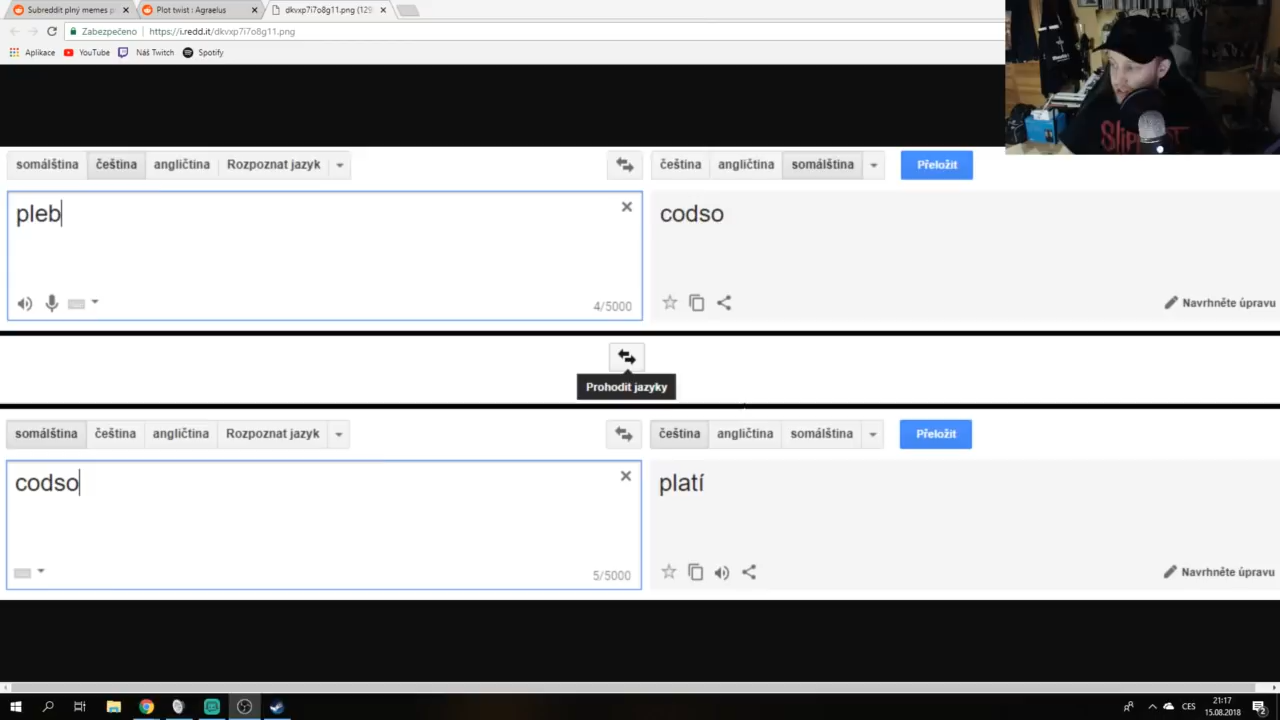 Subreddit plný memes p
Plot twist : Agraelus
dkvxp7i7o8g11.png (129
Zabezpečeno
https://i.redd.it/dkvxp7i7o8g11.png
Aplikace
YouTube
Náš Twitch
Spotify
somálština
čeština
angličtina
Rozpoznat jazyk
čeština
angličtina
somálština
Přeložit
pleb
codso
4/5000
Navrhněte úpravu
Prohodit jazyky
somálština
čeština
angličtina
Rozpoznat jazyk
čeština
angličtina
somálština
Přeložit
codso
platí
5/5000
Navrhněte úpravu
CES
21:17
15.08.2018
2